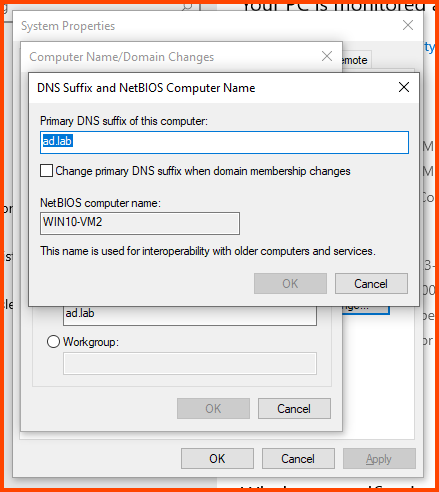 Your PC is monitored a
System Properties
Computer Name/Domain Changes
emote
DNS Suffix and NetBIOS Computer Name
Primary DNS suffix of this computer:
ad.lab
Change primary DNS suffix when domain membership changes
NetBIOS computer name:
WIN10-VM2
This name is used for interoperability with older computers and services.
OK
Cancel
ad.lab
Workgroup:
OK
Cancel
OK
Cancel
Apply